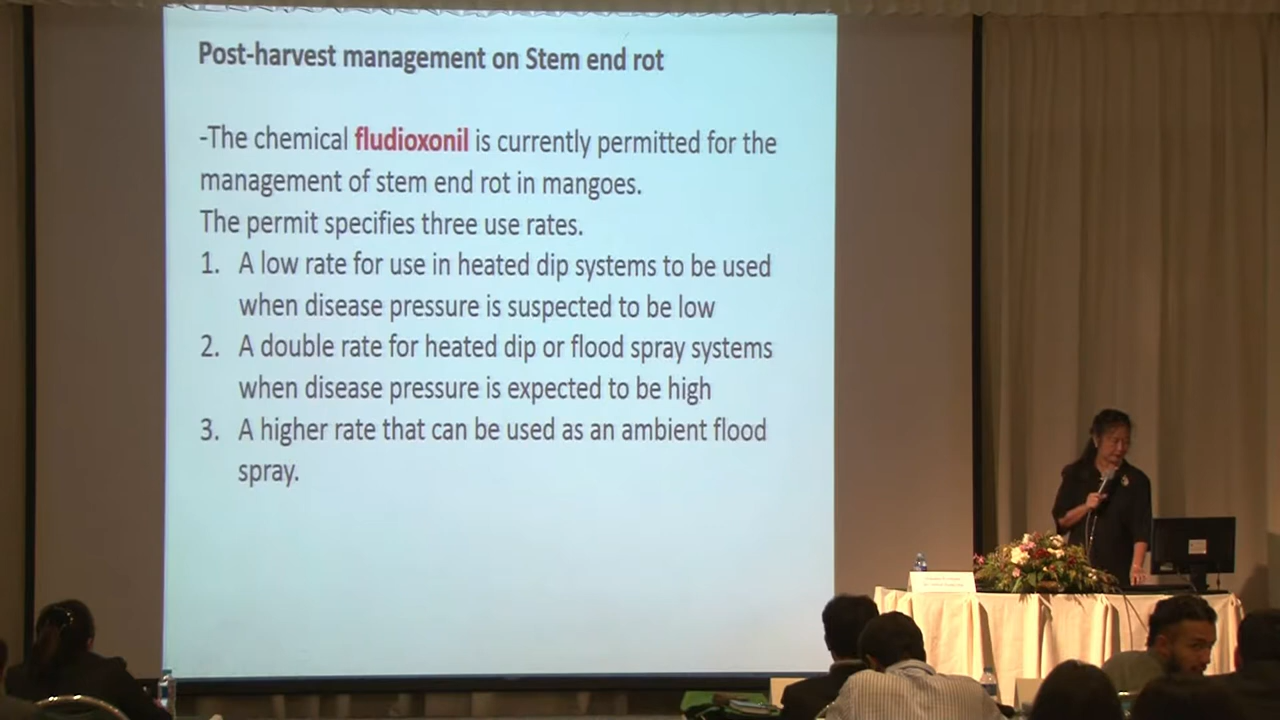 Post-harvest management on Stem end rot
-The chemical fludioxonil is currently permitted for the
management of stem end rot in mangoes.
The permit specifies three use rates.
1. A low rate for use in heated dip systems to be used
when disease pressure is suspected to be low
2. A double rate for heated dip or flood spray systems
when disease pressure is expected to be high
3. A higher rate that can be used as an ambient flood
spray.